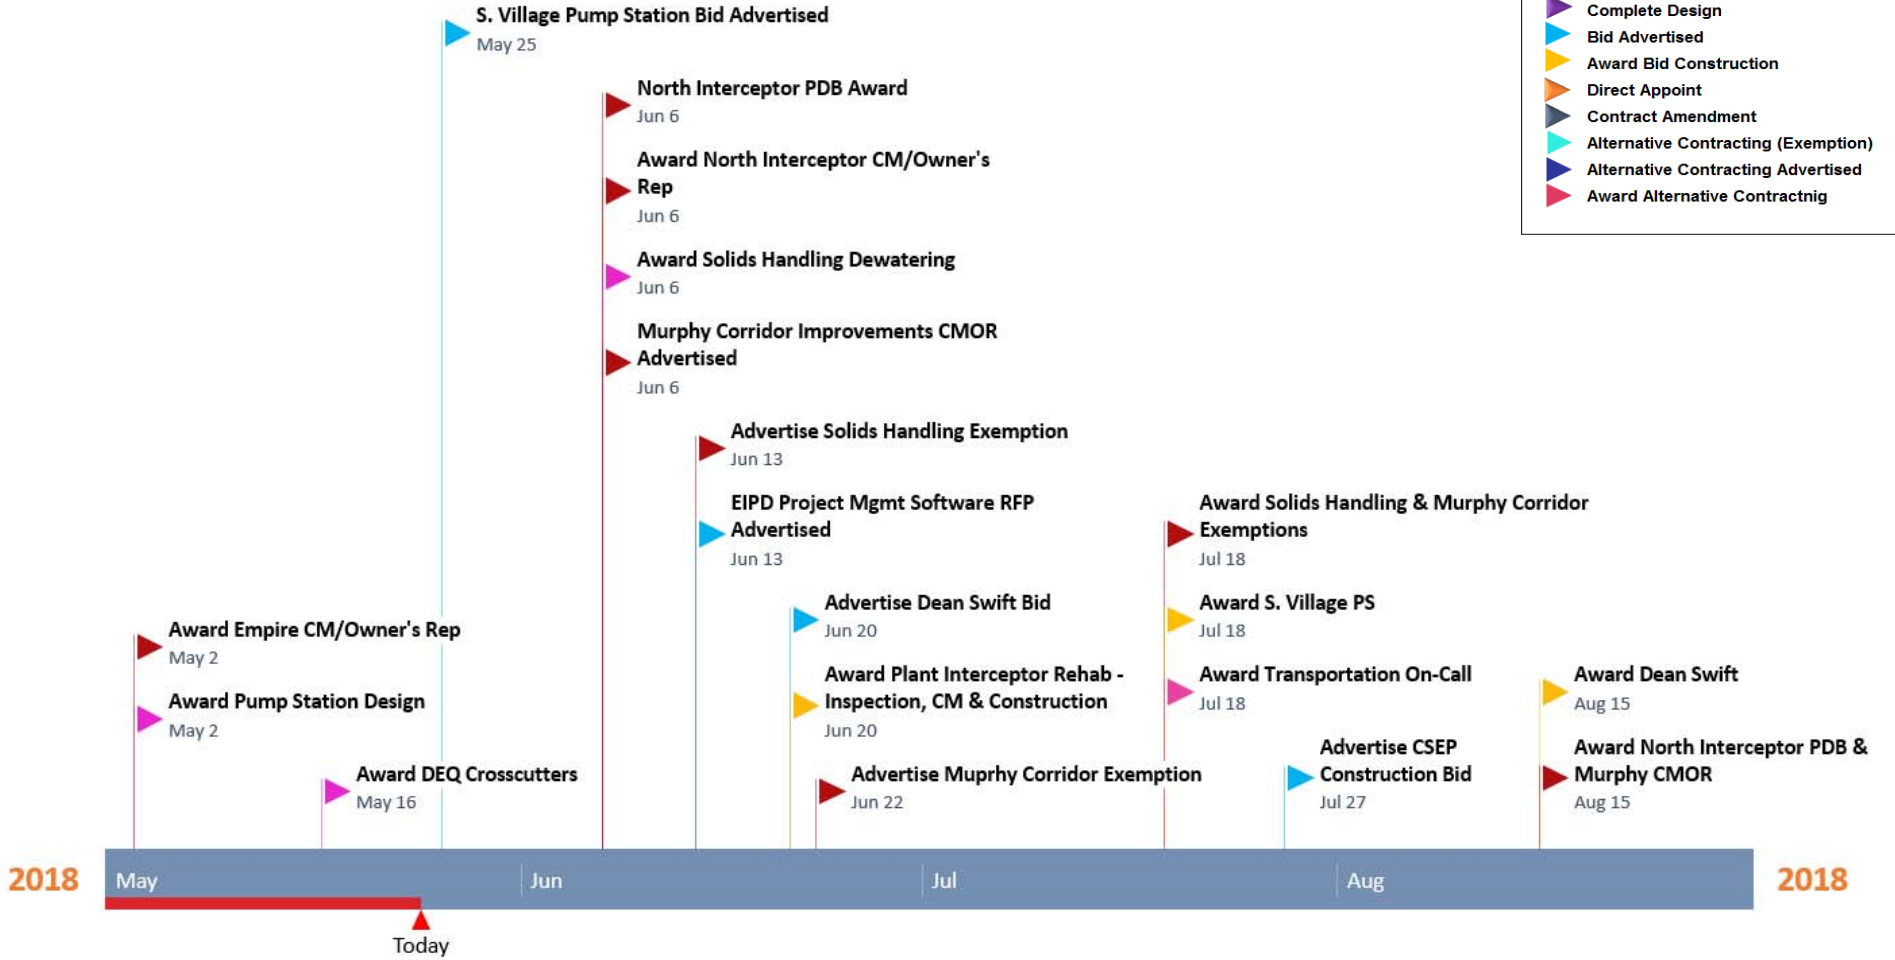 S. Village Pump Station Bid Advertised
May 25
North Interceptor PDB Award
Jun 6
Award North Interceptor CM/Owner's
Rep
Jun 6
Award Solids Handling Dewatering
Jun 6
Murphy Corridor Improvements CMOR
Advertised
Jun 6
Advertise Solids Handling Exemption
Jun 13
EIPD Project Mgmt Software RFP
Advertised
Jun 13
Advertise Dean Swift Bid
Jun 20
Award Plant Interceptor Rehab -
Inspection, CM & Construction
Jun 20
Advertise Muprhy Corridor Exemption
Jun 22
Award Empire CM/Owner's Rep
May 2
Award Pump Station Design
May 2
Award DEQ Crosscutters
May 16
Award Solids Handling & Murphy Corridor
Exemptions
Jul 18
Award S. Village PS
Jul 18
Award Transportation On-Call
Jul 18
Advertise CSEP
Construction Bid
Jul 27
Award Dean Swift
Aug 15
Award North Interceptor PDB &
Murphy CMOR
Aug 15
Complete Design
Bid Advertised
Award Bid Construction
Direct Appoint
Contract Amendment
Alternative Contracting (Exemption)
Alternative Contracting Advertised
Award Alternative Contractnig
2018
May
Jun
Jul
Aug
2018
Today